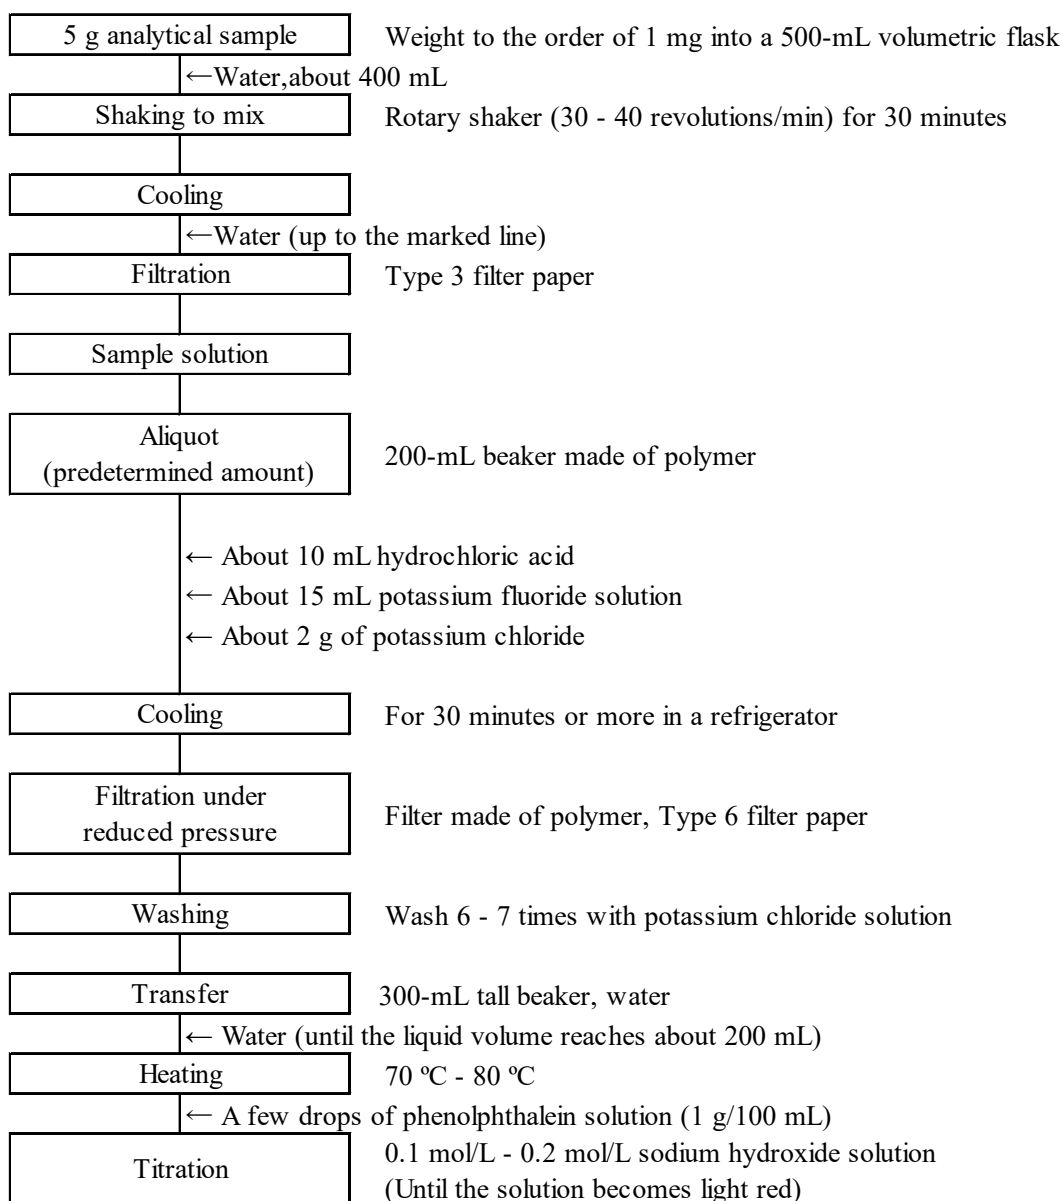 5 g analytical sample Weight to the order of 1 mg into a 500-mL volumetric flask
←Water,about 400 mL
Shaking to mix Rotary shaker (30 - 40 revolutions/min) for 30 minutes
Cooling
←Water (up to the marked line)
Filtration Type 3 filter paper
Sample solution
Aliquot
(predetermined amount)
200-mL beaker made of polymer
← About 10 mL hydrochloric acid
← About 15 mL potassium fluoride solution
← About 2 g of potassium chloride
Cooling For 30 minutes or more in a refrigerator
Filtration under
reduced pressure
Filter made of polymer, Type 6 filter paper
Washing Wash 6 - 7 times with potassium chloride solution
Transfer 300-mL tall beaker, water
← Water (until the liquid volume reaches about 200 mL)
Heating 70 ºC - 80 ºC
← A few drops of phenolphthalein solution (1 g/100 mL)
Titration
0.1 mol/L - 0.2 mol/L sodium hydroxide solution
(Until the solution becomes light red)